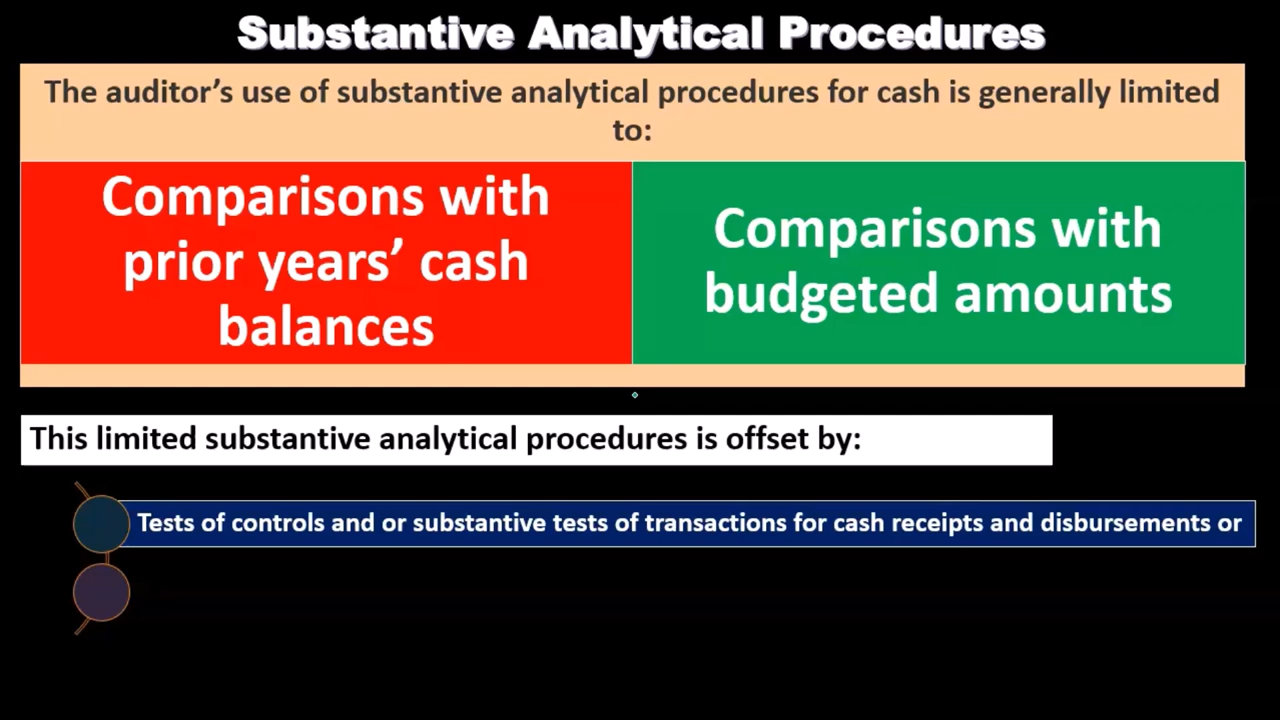 Substantive Analytical Procedures
The auditor’s use of substantive analytical procedures for cash is generally limited
to:
Comparisons with
prior years’ cash
balances
Comparisons with
budgeted amounts
This limited substantive analytical procedures is offset by:
Tests of controls and or substantive tests of transactions for cash receipts and disbursements or